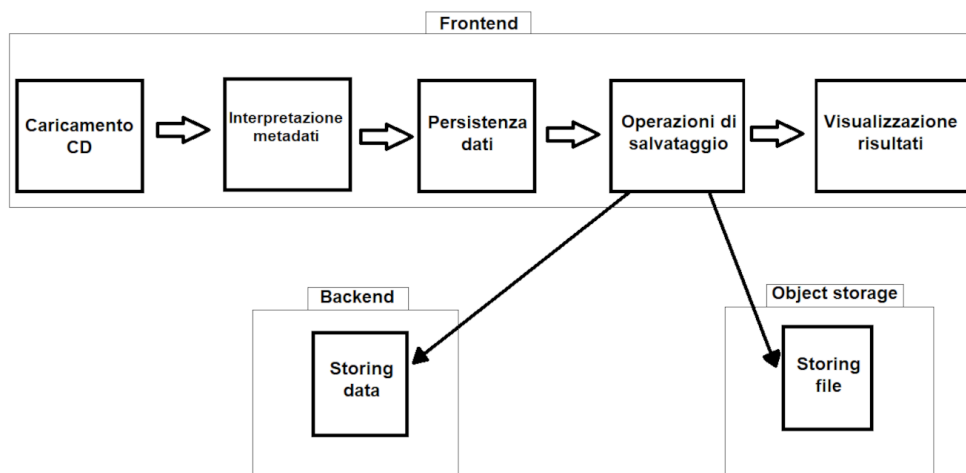 Frontend
Caricamento
CD
Interpretazione
metadati
Persistenza
dati
Operazioni di
salvataggio
Visualizzazione
risultati
Backend
Storing
data
Object storage
Storing
file